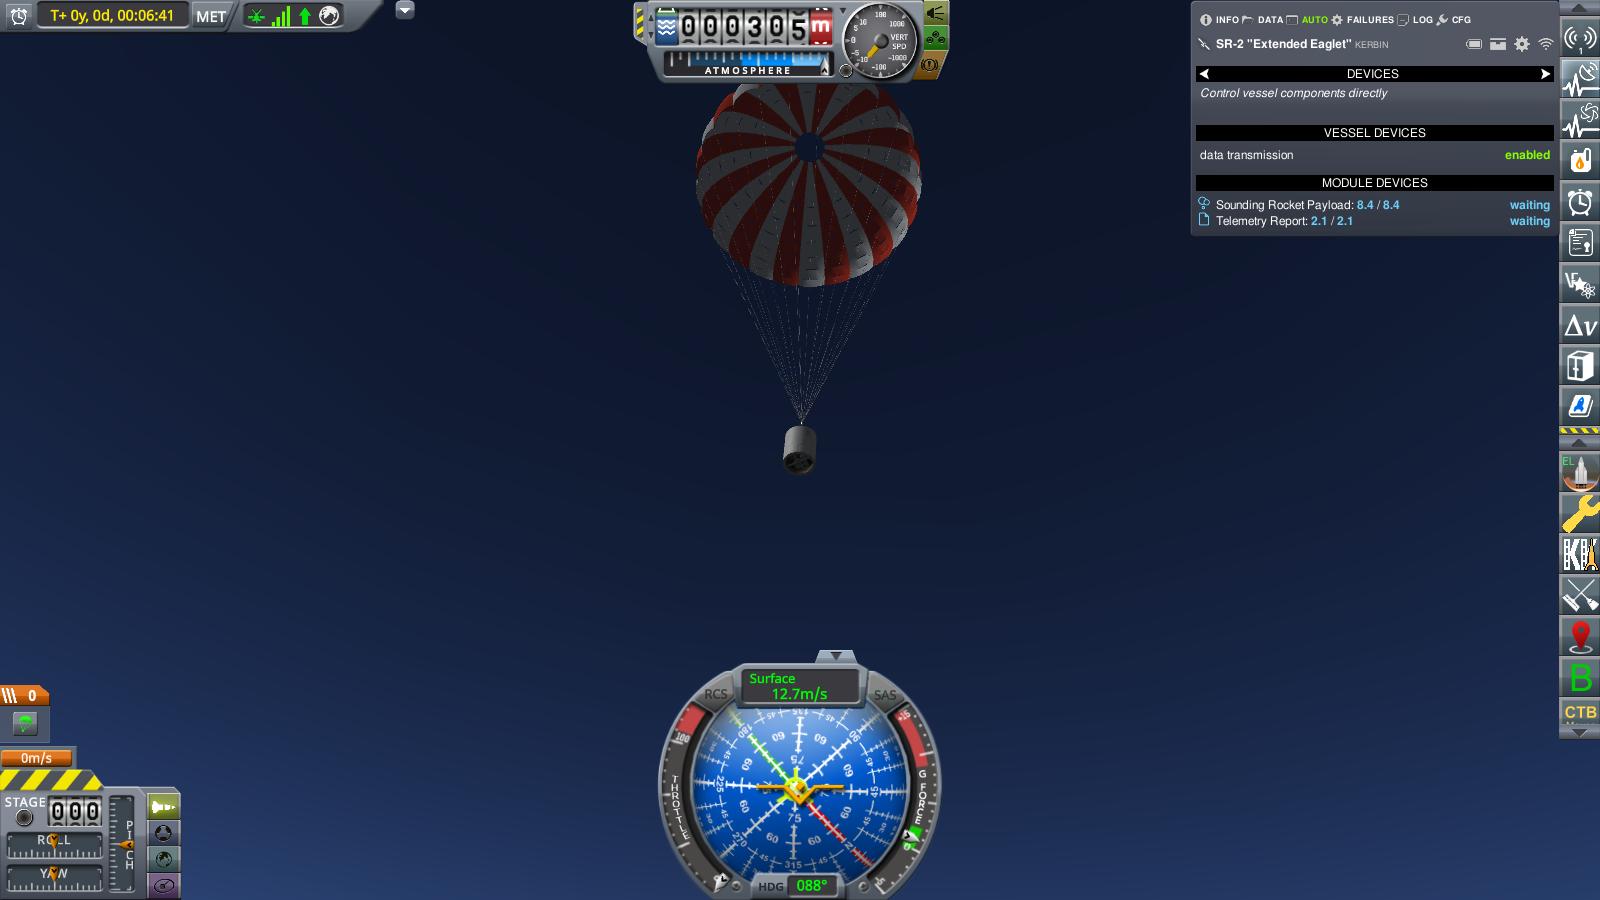 T+ 0y, 0d, 00:06:41
MET
000305 m
VERT
SPD
ATMOSPHERE
INFO DATA AUTO FAILURES LOG CFG
SR-2 "Extended Eaglet" KERBIN
DEVICES
Control vessel components directly
VESSEL DEVICES
data transmission enabled
MODULE DEVICES
Sounding Rocket Payload: 8.4 / 8.4 waiting
Telemetry Report: 2.1 / 2.1 waiting
1
Δv
EL
B
CTB
0
0m/s
STAGE 000
ROLL
YAW
PITCH
RCS
Surface
12.7m/s
SAS
THROTTLE
G FORCE
HDG 088°